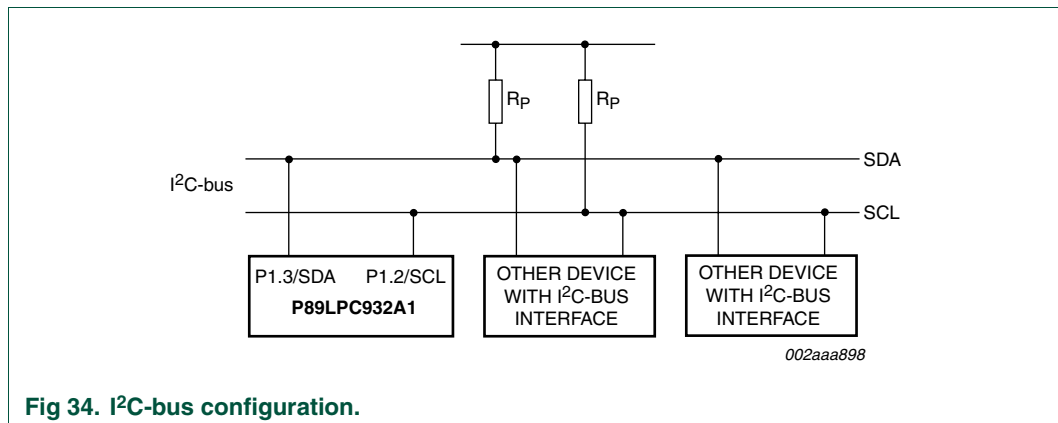 RP RP
SDA
I²C-bus
SCL
P1.3/SDA P1.2/SCL
P89LPC932A1
OTHER DEVICE
WITH I²C-BUS
INTERFACE
OTHER DEVICE
WITH I²C-BUS
INTERFACE
002aaa898
Fig 34. I²C-bus configuration.